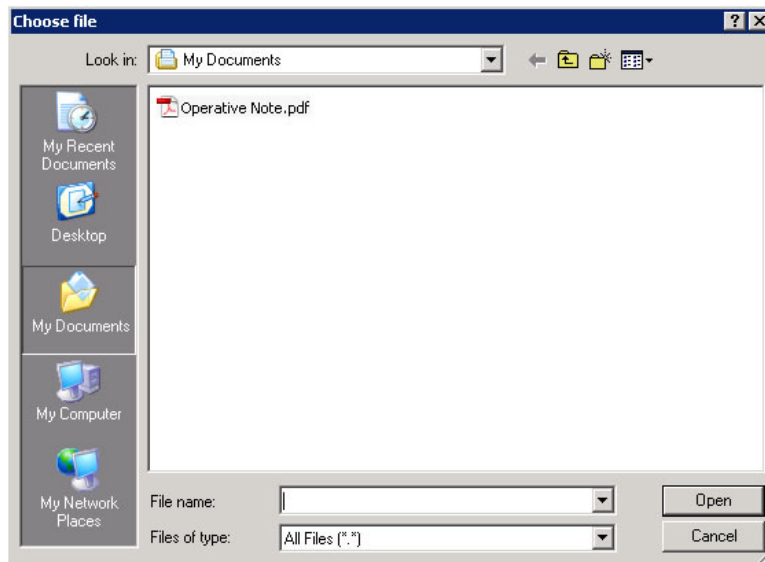 Choose file
Look in:
My Documents
My Recent
Documents
Desktop
My Documents
My Computer
My Network
Places
Operative Note.pdf
File name:
Open
Files of type:
All Files (*.*)
Cancel